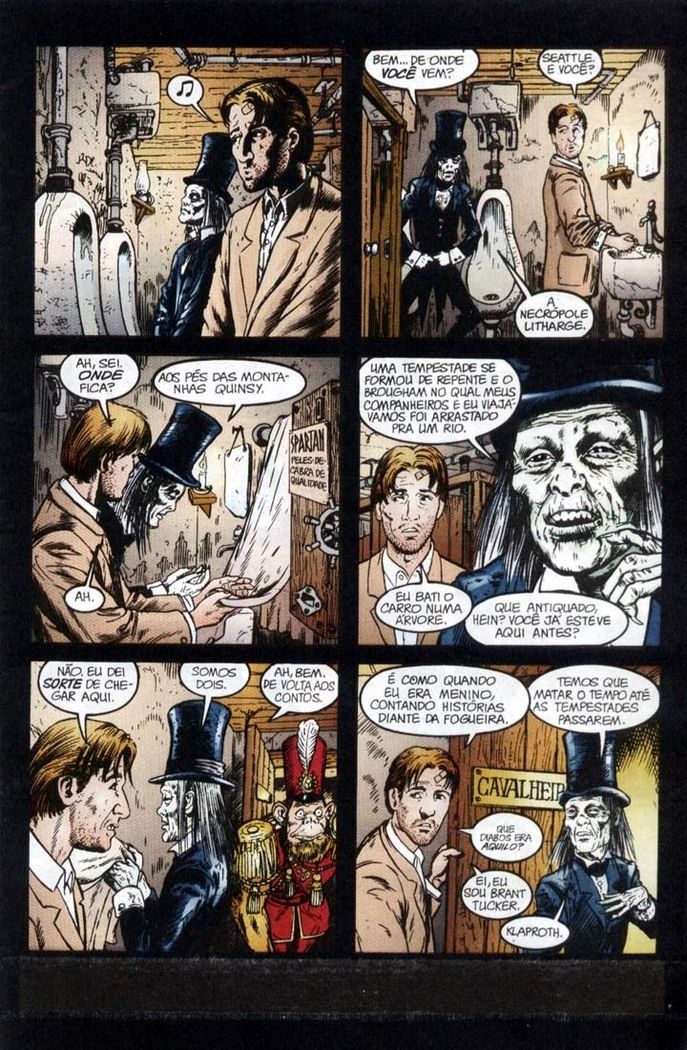 BEM... DE ONDE
VOCÊ VEM?
SEATTLE.
E VOCÊ?
A
NECRÓPOLE
LITHARGE.
AH, SEI.
ONDE
FICA?
AOS PÉS DAS MONTA-
NHAS QUINSY.
SPARTAN
PELES-DE-
CABRA DE
QUALIDADE
AH.
UMA TEMPESTADE SE
FORMOU DE REPENTE E O
BROUGHAM NO QUAL MEUS
COMPANHEIROS E EU VIAJÁ-
VAMOS FOI ARRASTADO
PRA UM RIO.
EU BATI O
CARRO NUMA
ÁRVORE.
QUE ANTIQUADO,
HEIN? VOCÊ JÁ ESTEVE
AQUI ANTES?
NÃO. EU DEI
SORTE DE CHE-
GAR AQUI.
SOMOS
DOIS.
AH, BEM.
DE VOLTA AOS
CONTOS.
É COMO QUANDO
EU ERA MENINO,
CONTANDO HISTÓRIAS
DIANTE DA FOGUEIRA.
TEMOS QUE
MATAR O TEMPO ATÉ
AS TEMPESTADES
PASSAREM.
CAVALHEIR
QUE
DIABOS ERA
AQUILO?
EI, EU
SOU BRANT
TUCKER.
KLAPROTH.